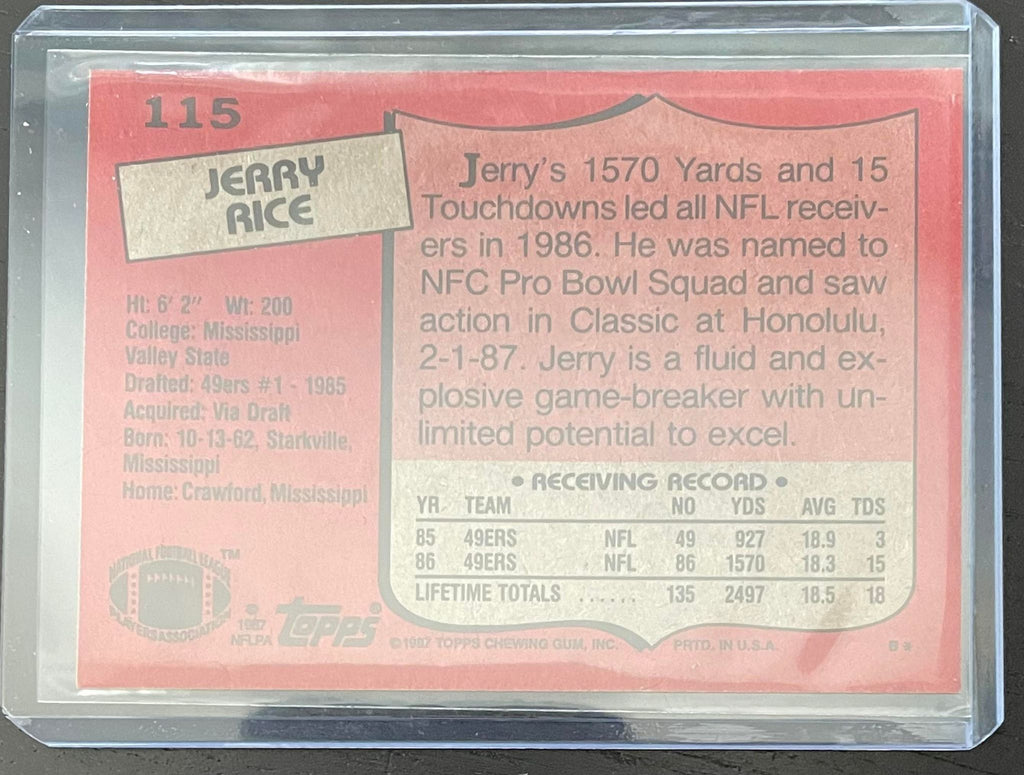 115
JERRY
RICE
Ht: 6' 2" Wt: 200
College: Mississippi
Valley State
Drafted: 49ers #1 - 1985
Acquired: Via Draft
Born: 10-13-62, Starkville,
Mississippi
Home: Crawford, Mississippi
NATIONAL FOOTBALL LEAGUE
PLAYERS ASSOCIATION
TM
1987
NFLPA
topps
Jerry's 1570 Yards and 15
Touchdowns led all NFL receiv-
ers in 1986. He was named to
NFC Pro Bowl Squad and saw
action in Classic at Honolulu,
2-1-87. Jerry is a fluid and ex-
plosive game-breaker with un-
limited potential to excel.
• RECEIVING RECORD •
YR TEAM NO YDS AVG TDS
85 49ERS NFL 49 927 18.9 3
86 49ERS NFL 86 1570 18.3 15
LIFETIME TOTALS ...... 135 2497 18.5 18
©1987 TOPPS CHEWING GUM, INC. PRTD. IN U.S.A.